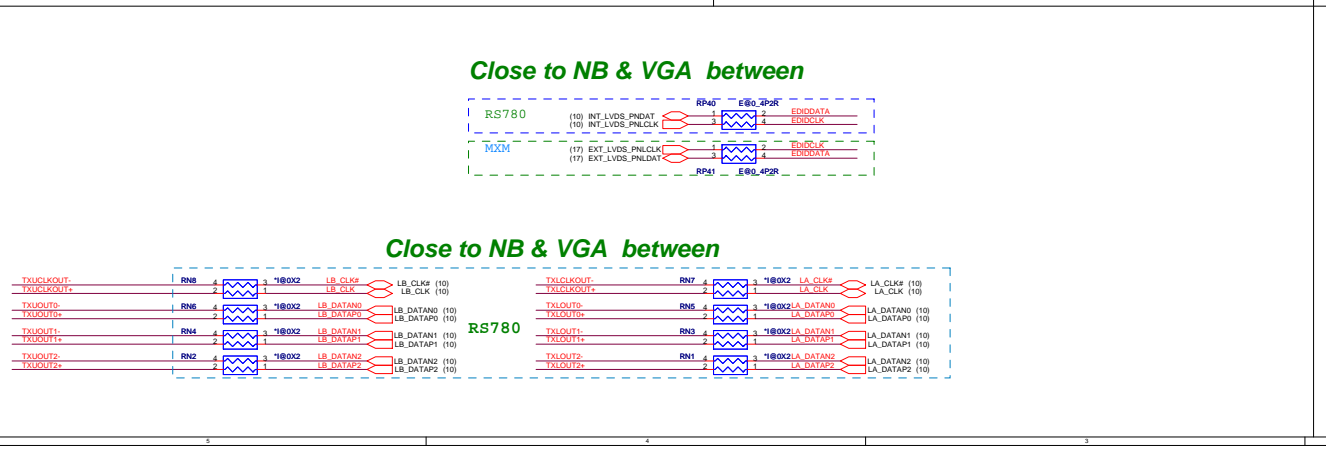 Close to NB & VGA between
RP40 E@0_4P2R
RS780 (10) INT_LVDS_PNDAT 1 2 EDIDDATA
(10) INT_LVDS_PNLCLK 3 4 EDIDCLK
MXM (17) EXT_LVDS_PNLCLK 1 2 EDIDCLK
(17) EXT_LVDS_PNLDAT 3 4 EDIDDATA
RP41 E@0_4P2R
Close to NB & VGA between
TXUCLKOUT- RN8 4 3 *I@0X2 LB_CLK# LB_CLK# (10)
TXUCLKOUT+ 2 1 LB_CLK LB_CLK (10)
TXUOUT0- RN6 4 3 *I@0X2 LB_DATAN0 LB_DATAN0 (10)
TXUOUT0+ 2 1 LB_DATAP0 LB_DATAP0 (10)
TXUOUT1- RN4 4 3 *I@0X2 LB_DATAN1 LB_DATAN1 (10)
TXUOUT1+ 2 1 LB_DATAP1 LB_DATAP1 (10)
TXUOUT2- RN2 4 3 *I@0X2 LB_DATAN2 LB_DATAN2 (10)
TXUOUT2+ 2 1 LB_DATAP2 LB_DATAP2 (10)
RS780
TXLCLKOUT- RN7 4 3 *I@0X2 LA_CLK# LA_CLK# (10)
TXLCLKOUT+ 2 1 LA_CLK LA_CLK (10)
TXLOUT0- RN5 4 3 *I@0X2 LA_DATAN0 LA_DATAN0 (10)
TXLOUT0+ 2 1 LA_DATAP0 LA_DATAP0 (10)
TXLOUT1- RN3 4 3 *I@0X2 LA_DATAN1 LA_DATAN1 (10)
TXLOUT1+ 2 1 LA_DATAP1 LA_DATAP1 (10)
TXLOUT2- RN1 4 3 *I@0X2 LA_DATAN2 LA_DATAN2 (10)
TXLOUT2+ 2 1 LA_DATAP2 LA_DATAP2 (10)
5 4 3